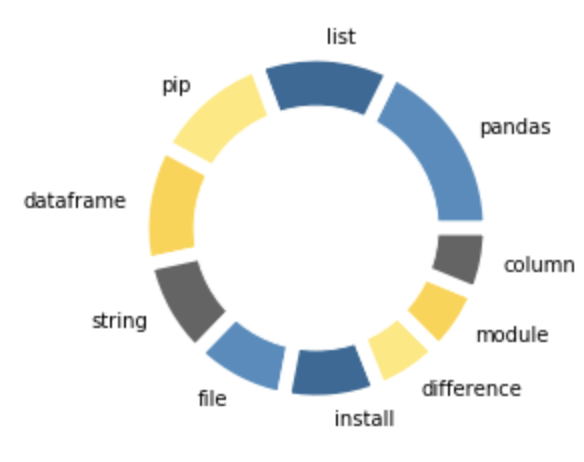 list
pip
pandas
dataframe
column
string
module
difference
file
install